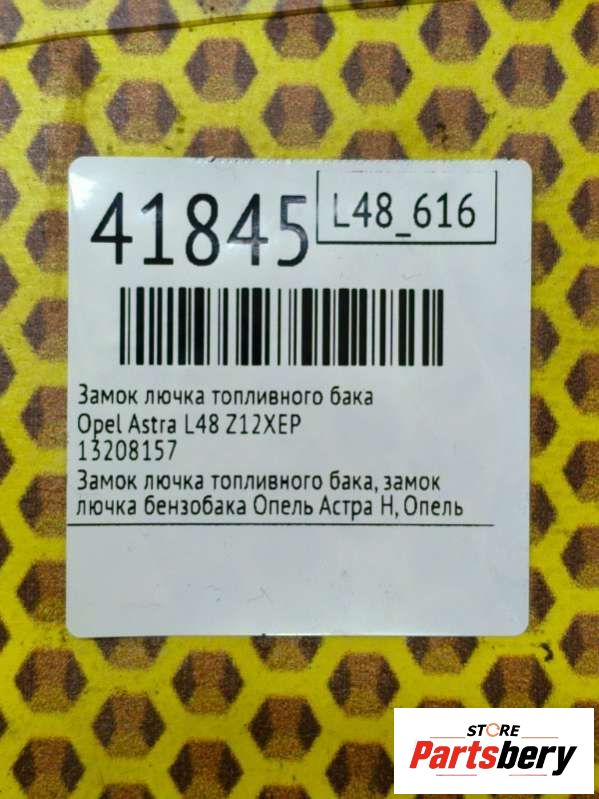 41845
L48_616
Замок лючка топливного бака
Opel Astra L48 Z12XEP
13208157
Замок лючка топливного бака, замок
лючка бензобака Опель Астра Н, Опель
STORE
Partsbery